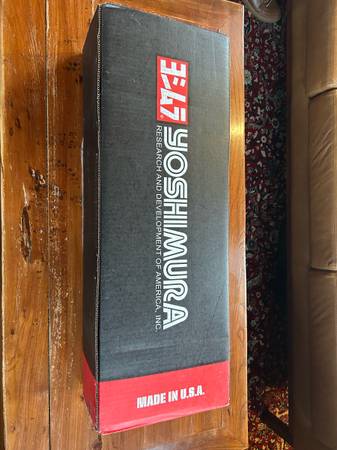 ヨシムラ
YOSHIMURA
RESEARCH AND DEVELOPMENT OF AMERICA, INC.
MADE IN U.S.A.